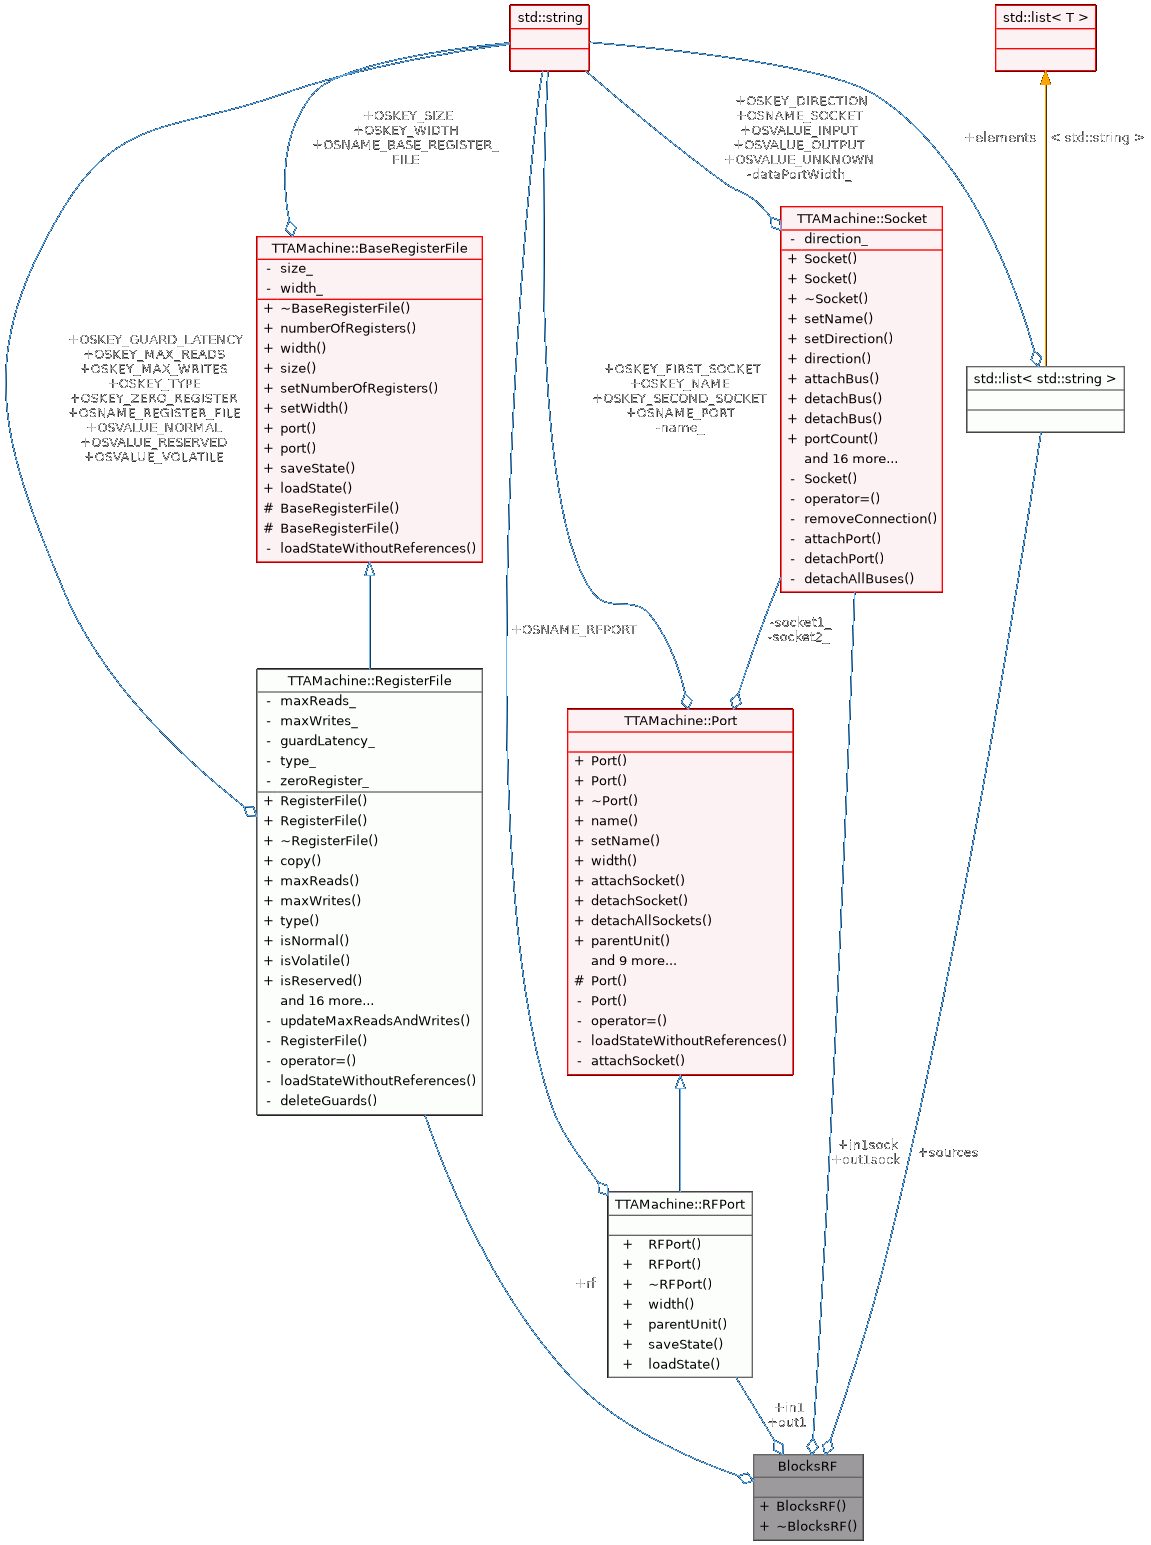 std::string
std::list< T >
+OSKEY_SIZE
+OSKEY_WIDTH
+OSNAME_BASE_REGISTER_
FILE
+OSKEY_DIRECTION
+OSNAME_SOCKET
+OSVALUE_INPUT
+OSVALUE_OUTPUT
+OSVALUE_UNKNOWN
-dataPortWidth_
+elements
< std::string >
TTAMachine::Socket
- direction_
+ Socket()
+ Socket()
+ ~Socket()
+ setName()
+ setDirection()
+ direction()
+ attachBus()
+ detachBus()
+ detachBus()
+ portCount()
and 16 more...
- Socket()
- operator=()
- removeConnection()
- attachPort()
- detachPort()
- detachAllBuses()
TTAMachine::BaseRegisterFile
- size_
- width_
+ ~BaseRegisterFile()
+ numberOfRegisters()
+ width()
+ size()
+ setNumberOfRegisters()
+ setWidth()
+ port()
+ port()
+ saveState()
+ loadState()
# BaseRegisterFile()
# BaseRegisterFile()
- loadStateWithoutReferences()
+OSKEY_GUARD_LATENCY
+OSKEY_MAX_READS
+OSKEY_MAX_WRITES
+OSKEY_TYPE
+OSKEY_ZERO_REGISTER
+OSNAME_REGISTER_FILE
+OSVALUE_NORMAL
+OSVALUE_RESERVED
+OSVALUE_VOLATILE
+OSKEY_FIRST_SOCKET
+OSKEY_NAME
+OSKEY_SECOND_SOCKET
+OSNAME_PORT
-name_
std::list< std::string >
+OSNAME_RFPORT
-socket1_
-socket2_
TTAMachine::RegisterFile
- maxReads_
- maxWrites_
- guardLatency_
- type_
- zeroRegister_
+ RegisterFile()
+ RegisterFile()
+ ~RegisterFile()
+ copy()
+ maxReads()
+ maxWrites()
+ type()
+ isNormal()
+ isVolatile()
+ isReserved()
and 16 more...
- updateMaxReadsAndWrites()
- RegisterFile()
- operator=()
- loadStateWithoutReferences()
- deleteGuards()
TTAMachine::Port
+ Port()
+ Port()
+ ~Port()
+ name()
+ setName()
+ width()
+ attachSocket()
+ detachSocket()
+ detachAllSockets()
+ parentUnit()
and 9 more...
# Port()
- Port()
- operator=()
- loadStateWithoutReferences()
- attachSocket()
+in1sock
+out1sock
+sources
TTAMachine::RFPort
+ RFPort()
+ RFPort()
+ ~RFPort()
+ width()
+ parentUnit()
+ saveState()
+ loadState()
+rf
+in1
+out1
BlocksRF
+ BlocksRF()
+ ~BlocksRF()